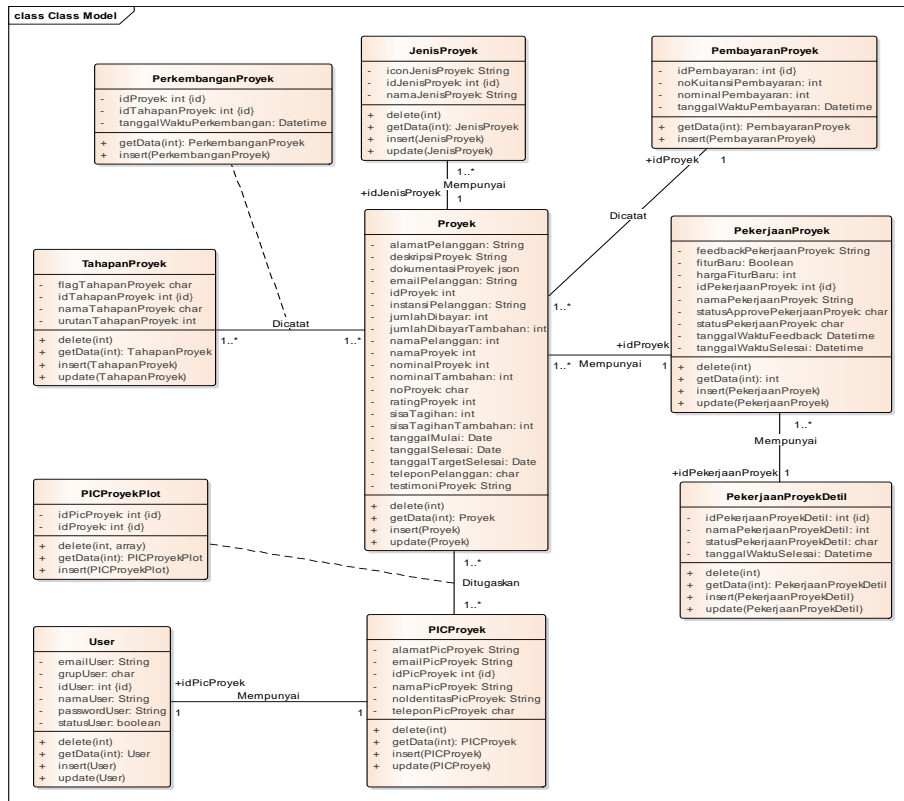 class Class Model
JenisProyek
- iconJenisProyek: String
- idJenisProyek: int {id}
- namaJenisProyek: String
+ delete(int)
+ getData(int): JenisProyek
+ insert(JenisProyek)
+ update(JenisProyek)
PembayaranProyek
- idPembayaran: int {id}
- noKuitansiPembayaran: int
- nominalPembayaran: int
- tanggalWaktuPembayaran: Datetime
+ getData(int): PembayaranProyek
+ insert(PembayaranProyek)
PerkembanganProyek
- idProyek: int {id}
- idTahapanProyek: int {id}
- tanggalWaktuPerkembangan: Datetime
+ getData(int): PerkembanganProyek
+ insert(PerkembanganProyek)
1..*
Mempunyai
+idJenisProyek
1
+idProyek
1
Dicatat
1..*
Proyek
- alamatPelanggan: String
- deskripsiProyek: String
- dokumentasiProyek: json
- emailPelanggan: String
- idProyek: int
- instansiPelanggan: String
- jumlahDibayar: int
- jumlahDibayarTambahan: int
- namaPelanggan: int
- namaProyek: int
- nominalProyek: int
- nominalTambahan: int
- noProyek: char
- ratingProyek: int
- sisaTagihan: int
- sisaTagihanTambahan: int
- tanggalMulai: Date
- tanggalSelesai: Date
- tanggalTargetSelesai: Date
- teleponPelanggan: char
- testimoniProyek: String
+ delete(int)
+ getData(int): Proyek
+ insert(Proyek)
+ update(Proyek)
PekerjaanProyek
- feedbackPekerjaanProyek: String
- fiturBaru: Boolean
- hargaFiturBaru: int
- idPekerjaanProyek: int {id}
- namaPekerjaanProyek: String
- statusApprovePekerjaanProyek: char
- statusPekerjaanProyek: char
- tanggalWaktuFeedback: Datetime
- tanggalWaktuSelesai: Datetime
+ delete(int)
+ getData(int): int
+ insert(PekerjaanProyek)
+ update(PekerjaanProyek)
TahapanProyek
- flagTahapanProyek: char
- idTahapanProyek: int {id}
- namaTahapanProyek: char
- urutanTahapanProyek: int
+ delete(int)
+ getData(int): TahapanProyek
+ insert(TahapanProyek)
+ update(TahapanProyek)
Dicatat
1..*
1..*
+idProyek
1..*
Mempunyai
1
1..*
Mempunyai
+idPekerjaanProyek
1
PekerjaanProyekDetil
- idPekerjaanProyekDetil: int {id}
- namaPekerjaanProyekDetil: int
- statusPekerjaanProyekDetil: char
- tanggalWaktuSelesai: Datetime
+ delete(int)
+ getData(int): PekerjaanProyekDetil
+ insert(PekerjaanProyekDetil)
+ update(PekerjaanProyekDetil)
PICProyekPlot
- idPicProyek: int {id}
- idProyek: int {id}
+ delete(int, array)
+ getData(int): PICProyekPlot
+ insert(PICProyekPlot)
1..*
Ditugaskan
1..*
User
- emailUser: String
- grupUser: char
- idUser: int {id}
- namaUser: String
- passwordUser: String
- statusUser: boolean
+ delete(int)
+ getData(int): User
+ insert(User)
+ update(User)
+idPicProyek
Mempunyai
1
1
PICProyek
- alamatPicProyek: String
- emailPicProyek: String
- idPicProyek: int {id}
- namaPicProyek: String
- noIdentitasPicProyek: String
- teleponPicProyek: char
+ delete(int)
+ getData(int): PICProyek
+ insert(PICProyek)
+ update(PICProyek)